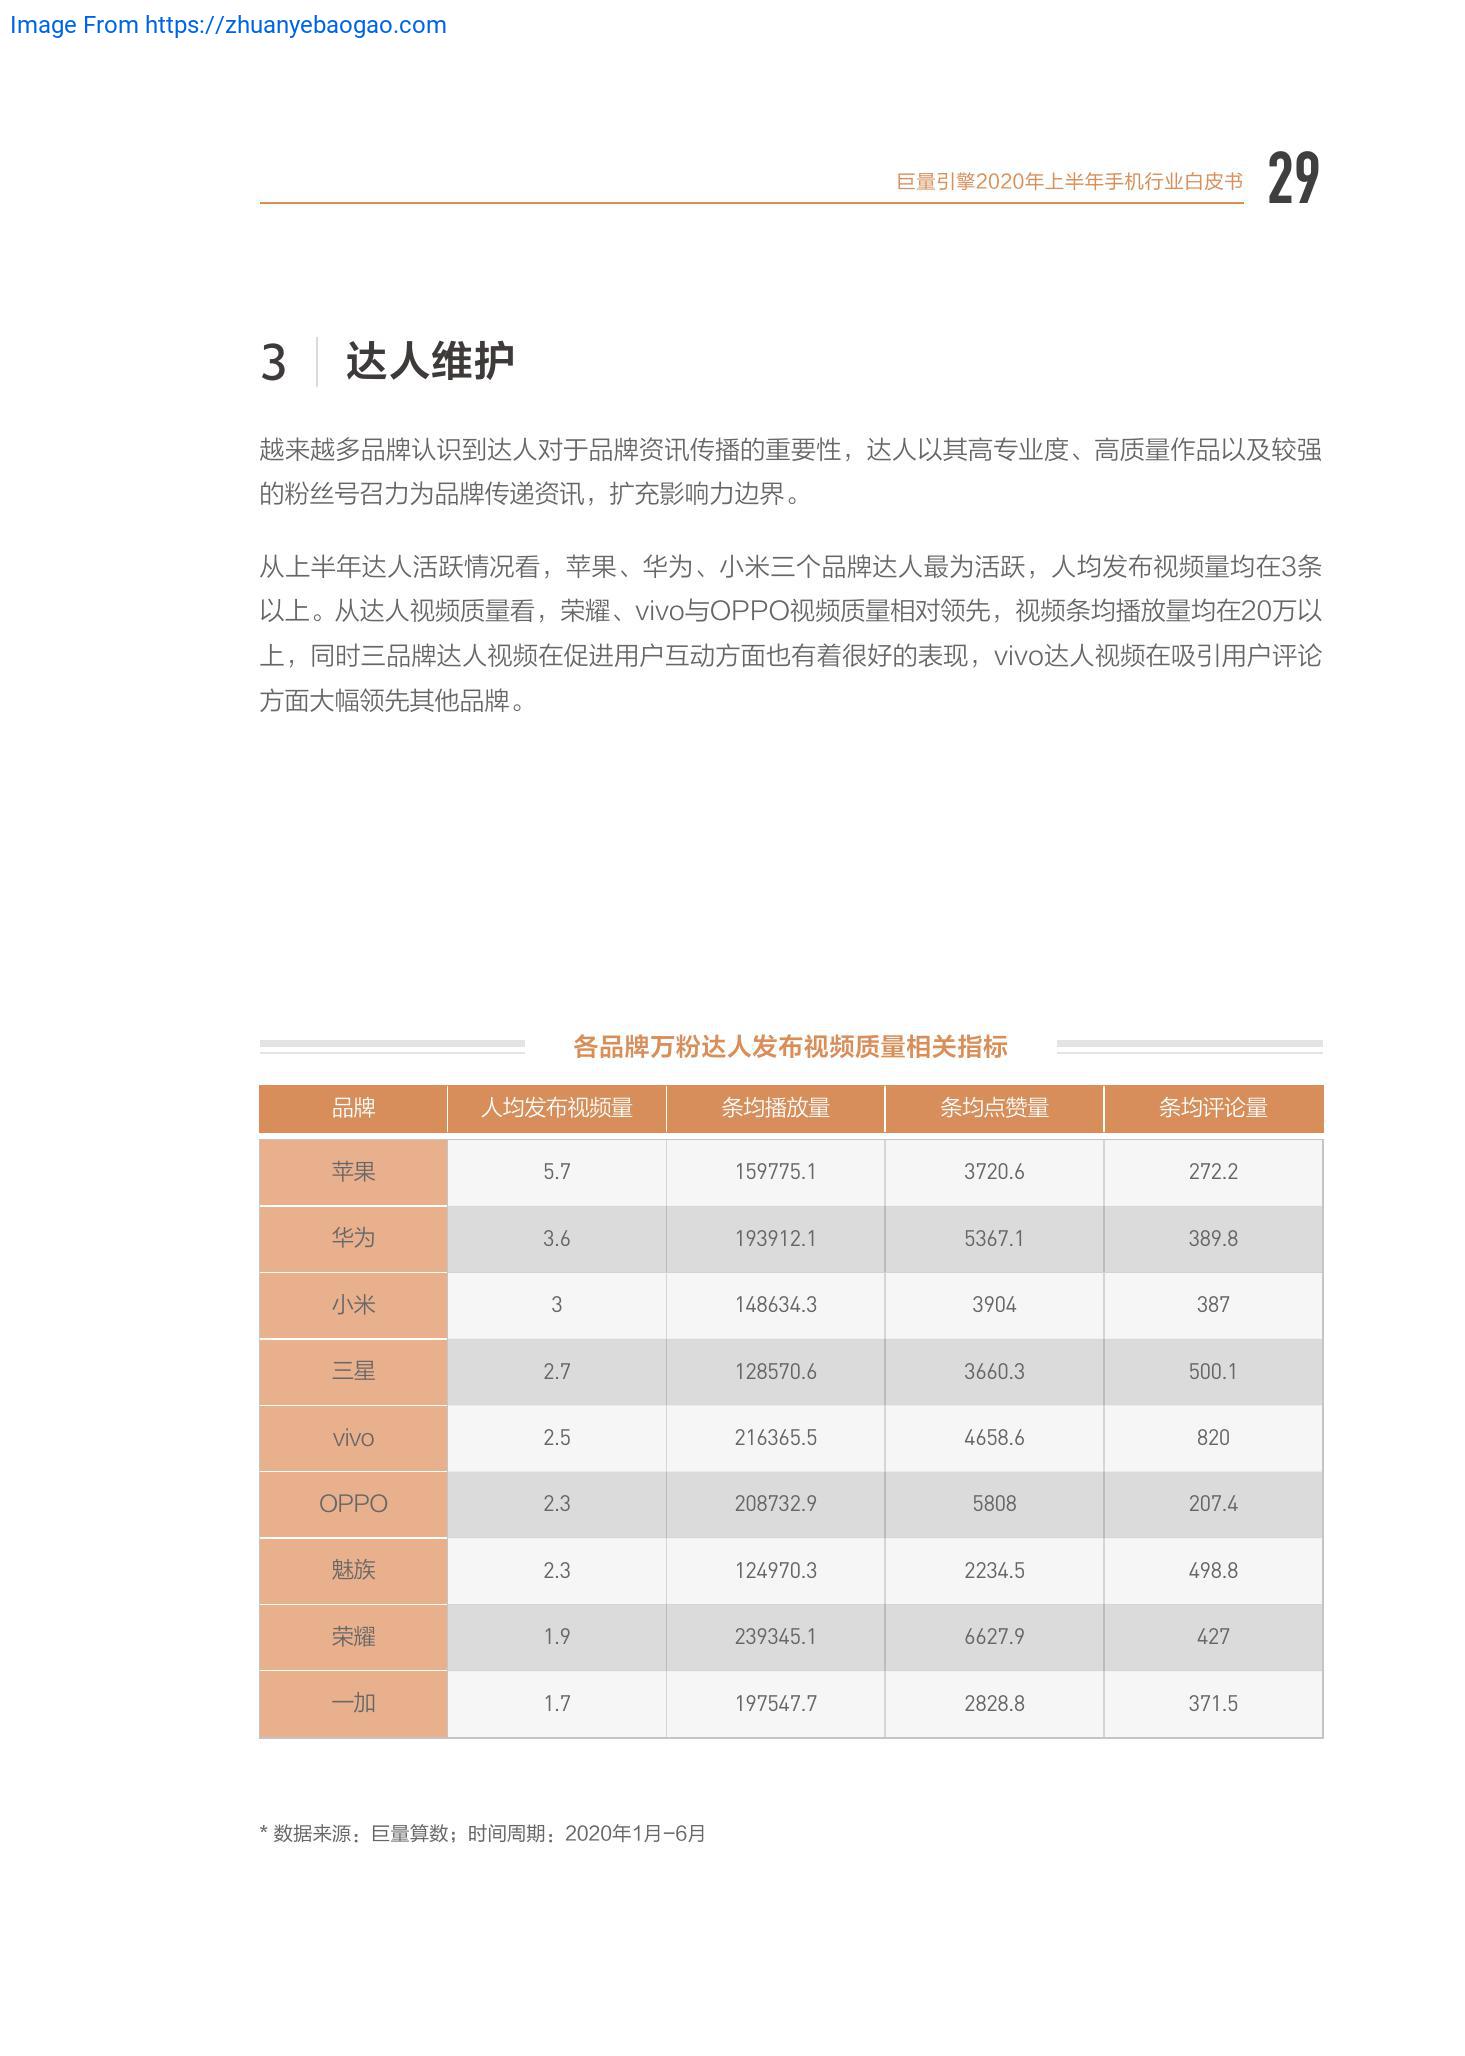 Image From https://zhuanyebaogao.com
巨量引擎2020年上半年手机行业白皮书 29
3 达人维护
越来越多品牌认识到达人对于品牌资讯传播的重要性，达人以其高专业度、高质量作品以及较强
的粉丝号召力为品牌传递资讯，扩充影响力边界。
从上半年达人活跃情况看，苹果、华为、小米三个品牌达人最为活跃，人均发布视频量均在3条
以上。从达人视频质量看，荣耀、vivo与OPPO视频质量相对领先，视频条均播放量均在20万以
上，同时三品牌达人视频在促进用户互动方面也有着很好的表现，vivo达人视频在吸引用户评论
方面大幅领先其他品牌。
各品牌万粉达人发布视频质量相关指标
品牌 人均发布视频量 条均播放量 条均点赞量 条均评论量
苹果 5.7 159775.1 3720.6 272.2
华为 3.6 193912.1 5367.1 389.8
小米 3 148634.3 3904 387
三星 2.7 128570.6 3660.3 500.1
vivo 2.5 216365.5 4658.6 820
OPPO 2.3 208732.9 5808 207.4
魅族 2.3 124970.3 2234.5 498.8
荣耀 1.9 239345.1 6627.9 427
一加 1.7 197547.7 2828.8 371.5
* 数据来源：巨量算数；时间周期：2020年1月-6月